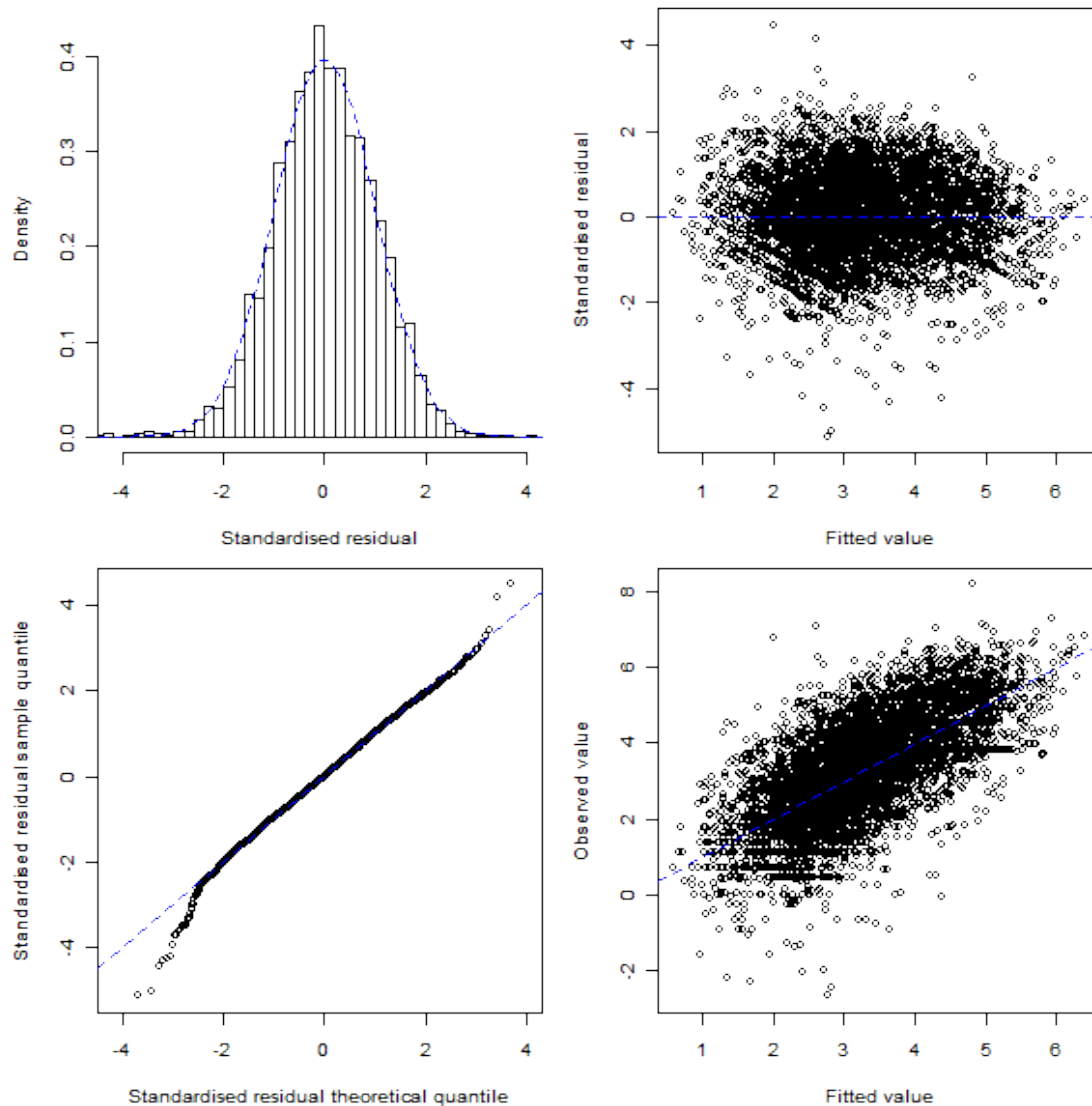 Density
0.0 0.1 0.2 0.3 0.4
-4 -2 0 2 4
Standardised residual
Standardised residual
-4 -2 0 2 4
1 2 3 4 5 6
Fitted value
Standardised residual sample quantile
-4 -2 0 2 4
-4 -2 0 2 4
Standardised residual theoretical quantile
Observed value
-2 0 2 4 6 8
1 2 3 4 5 6
Fitted value